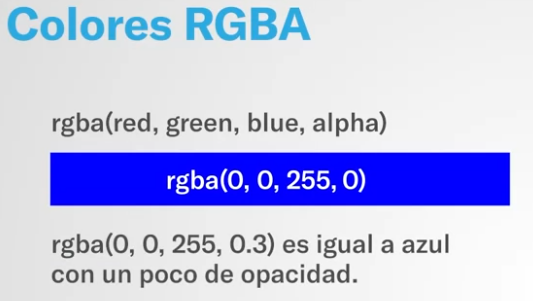 Colores RGBA
rgba(red, green, blue, alpha)
rgba(0, 0, 255, 0)
rgba(0, 0, 255, 0.3) es igual a azul
con un poco de opacidad.